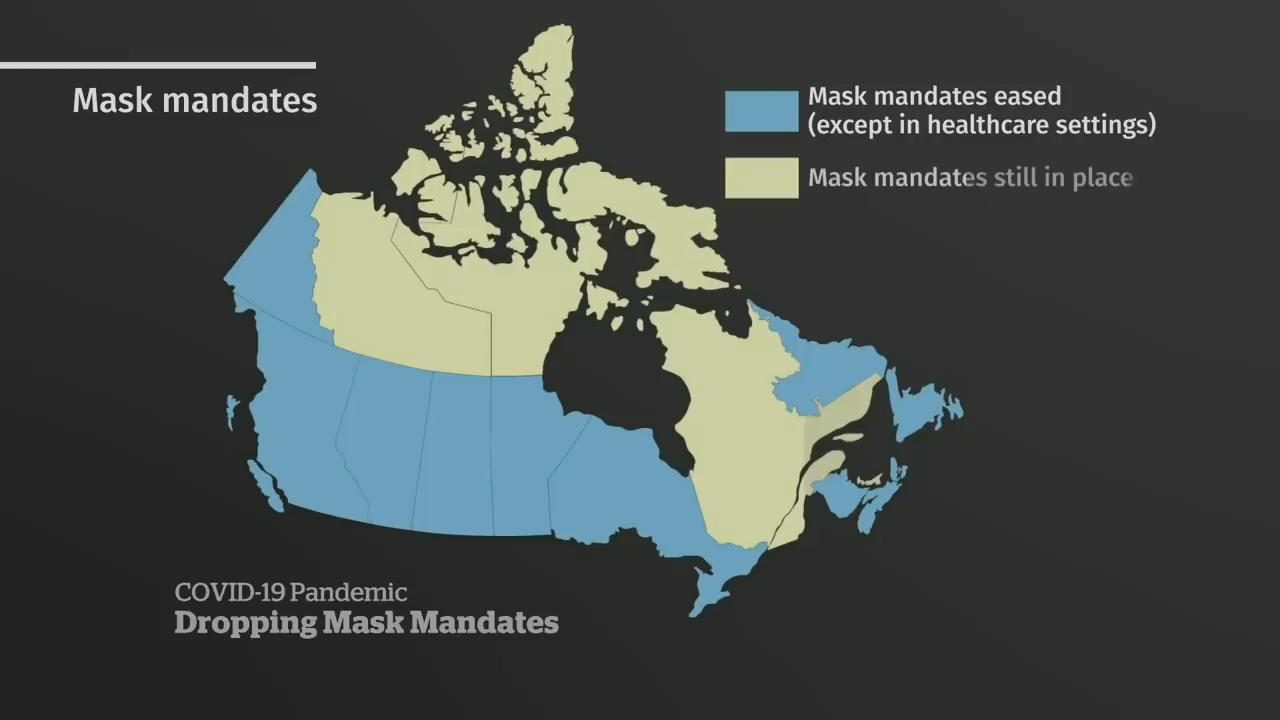 Mask mandates
Mask mandates eased
(except in healthcare settings)
Mask mandates still in place
COVID-19 Pandemic
Dropping Mask Mandates